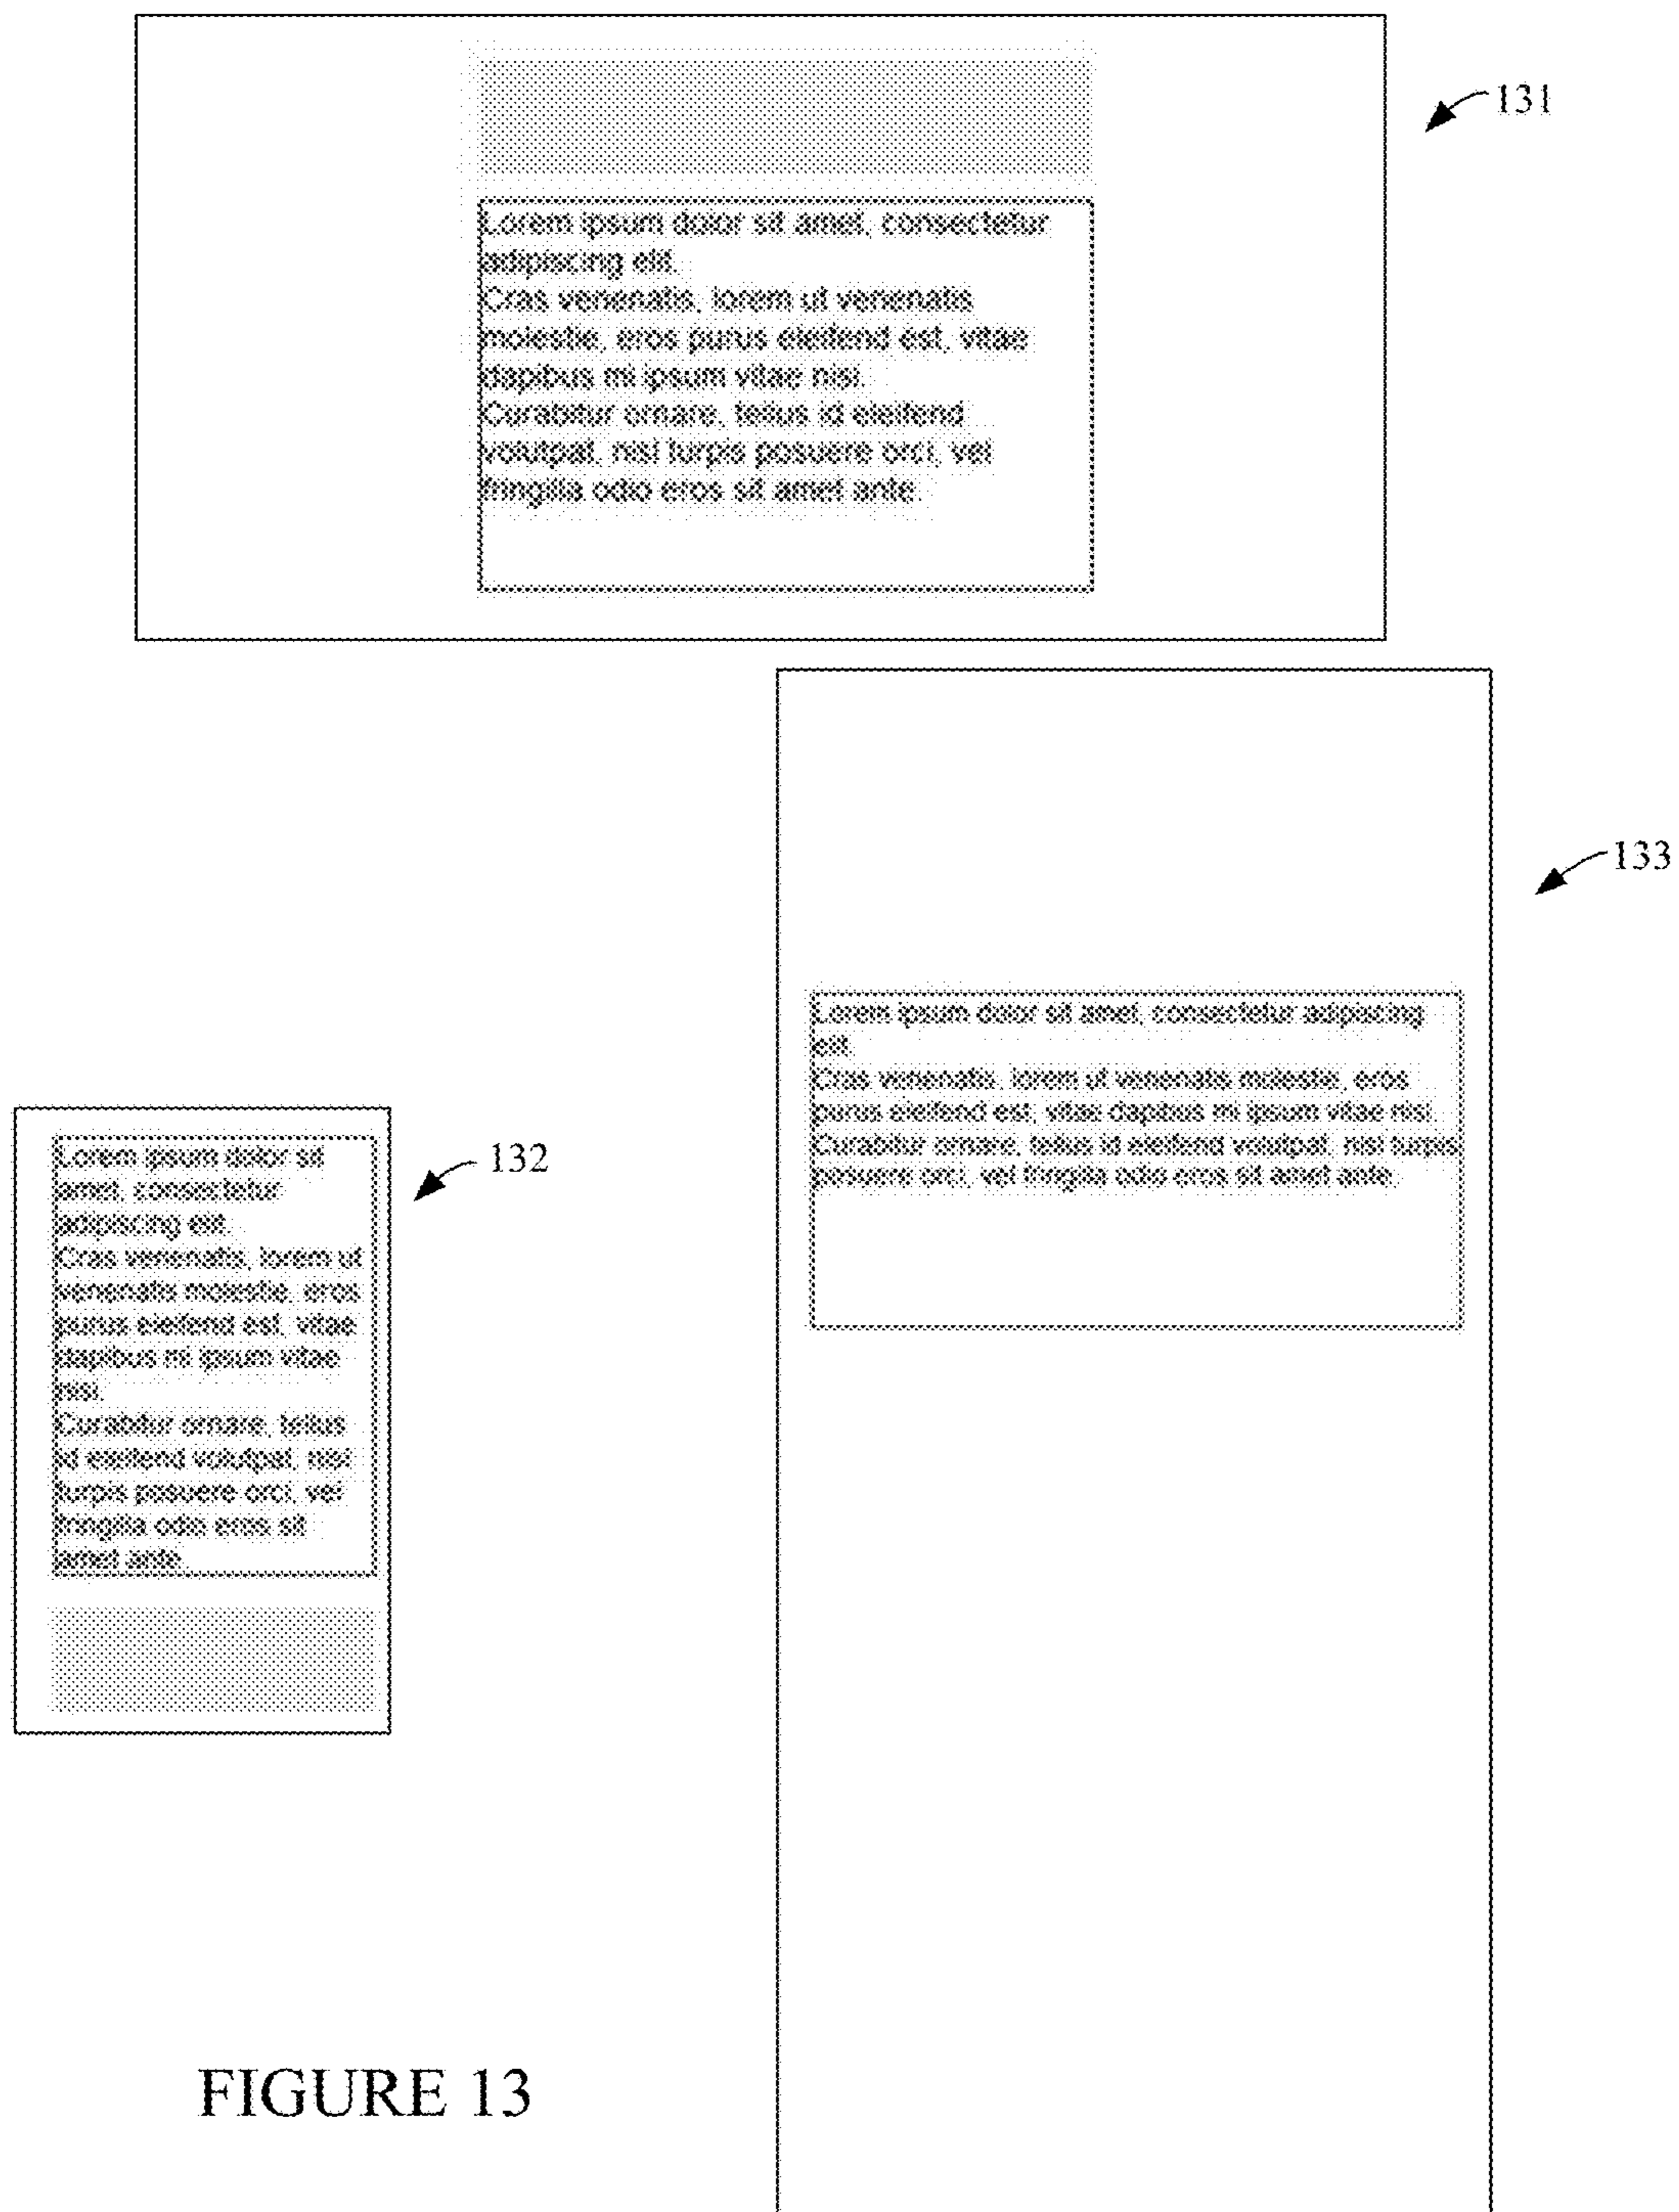 131
Lorem ipsum dolor sit amet, consectetur
adipiscing elit.
Cras venenatis, lorem ut venenatis
molestie, eros purus eleifend est, vitae
dapibus mi ipsum vitae nisi.
Curabitur ornare, tellus id eleifend
volutpat, nisi turpis posuere orci, vel
fringilla odio eros sit amet ante.
133
Lorem ipsum dolor sit amet, consectetur adipiscing
elit.
Cras venenatis, lorem ut venenatis molestie, eros
purus eleifend est, vitae dapibus mi ipsum vitae nisi.
Curabitur ornare, tellus id eleifend volutpat, nisi turpis
posuere orci, vel fringilla odio eros sit amet ante.
132
Lorem ipsum dolor sit
amet, consectetur
adipiscing elit.
Cras venenatis, lorem ut
venenatis molestie, eros
purus eleifend est, vitae
dapibus mi ipsum vitae
nisi.
Curabitur ornare, tellus
id eleifend volutpat, nisi
turpis posuere orci, vel
fringilla odio eros sit
amet ante.
FIGURE 13